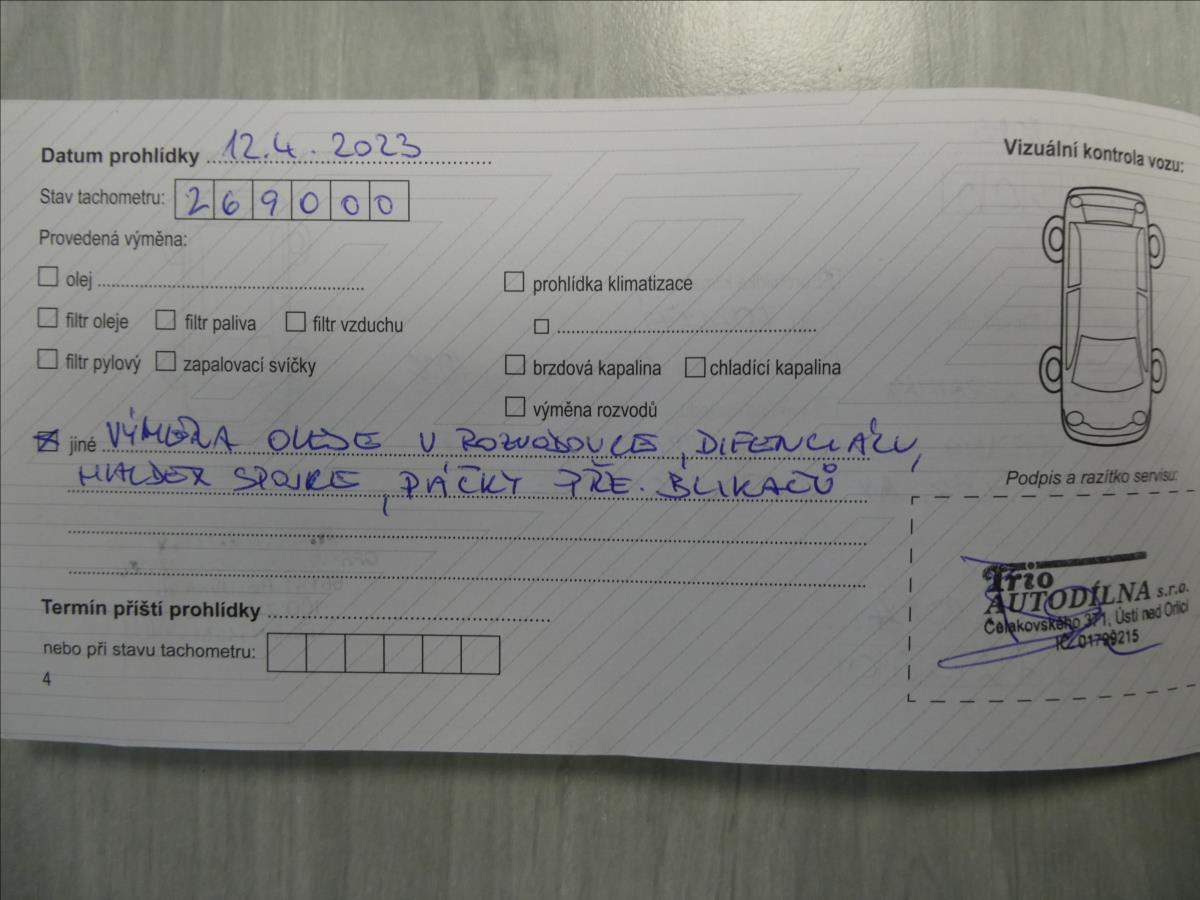 Datum prohlídky 12.4.2023
Vizuální kontrola vozu:
Stav tachometru: 269000
Provedená výměna:
olej
prohlídka klimatizace
filtr oleje filtr paliva filtr vzduchu
filtr pylový zapalovací svíčky
brzdová kapalina chladící kapalina
výměna rozvodů
jiné VÝMĚNA OLEJE V ROZVODOVCE, DIFENCIÁLU,
HALDEX SPOJKE, PÁČKY PŘE. BLIKAČŮ
Podpis a razítko servisu:
Trio
AUTODÍLNA s.r.o.
Čelakovského 371, Ústí nad Orlicí
IČ 01799215
Termín příští prohlídky
nebo při stavu tachometru:
4